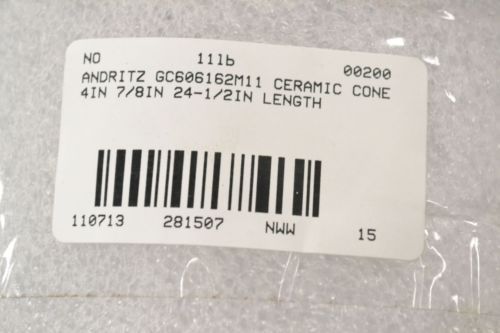 NO 11lb 00200
ANDRITZ GC606162M11 CERAMIC CONE
4IN 7/8IN 24-1/2IN LENGTH
110713 281507 NWW 15